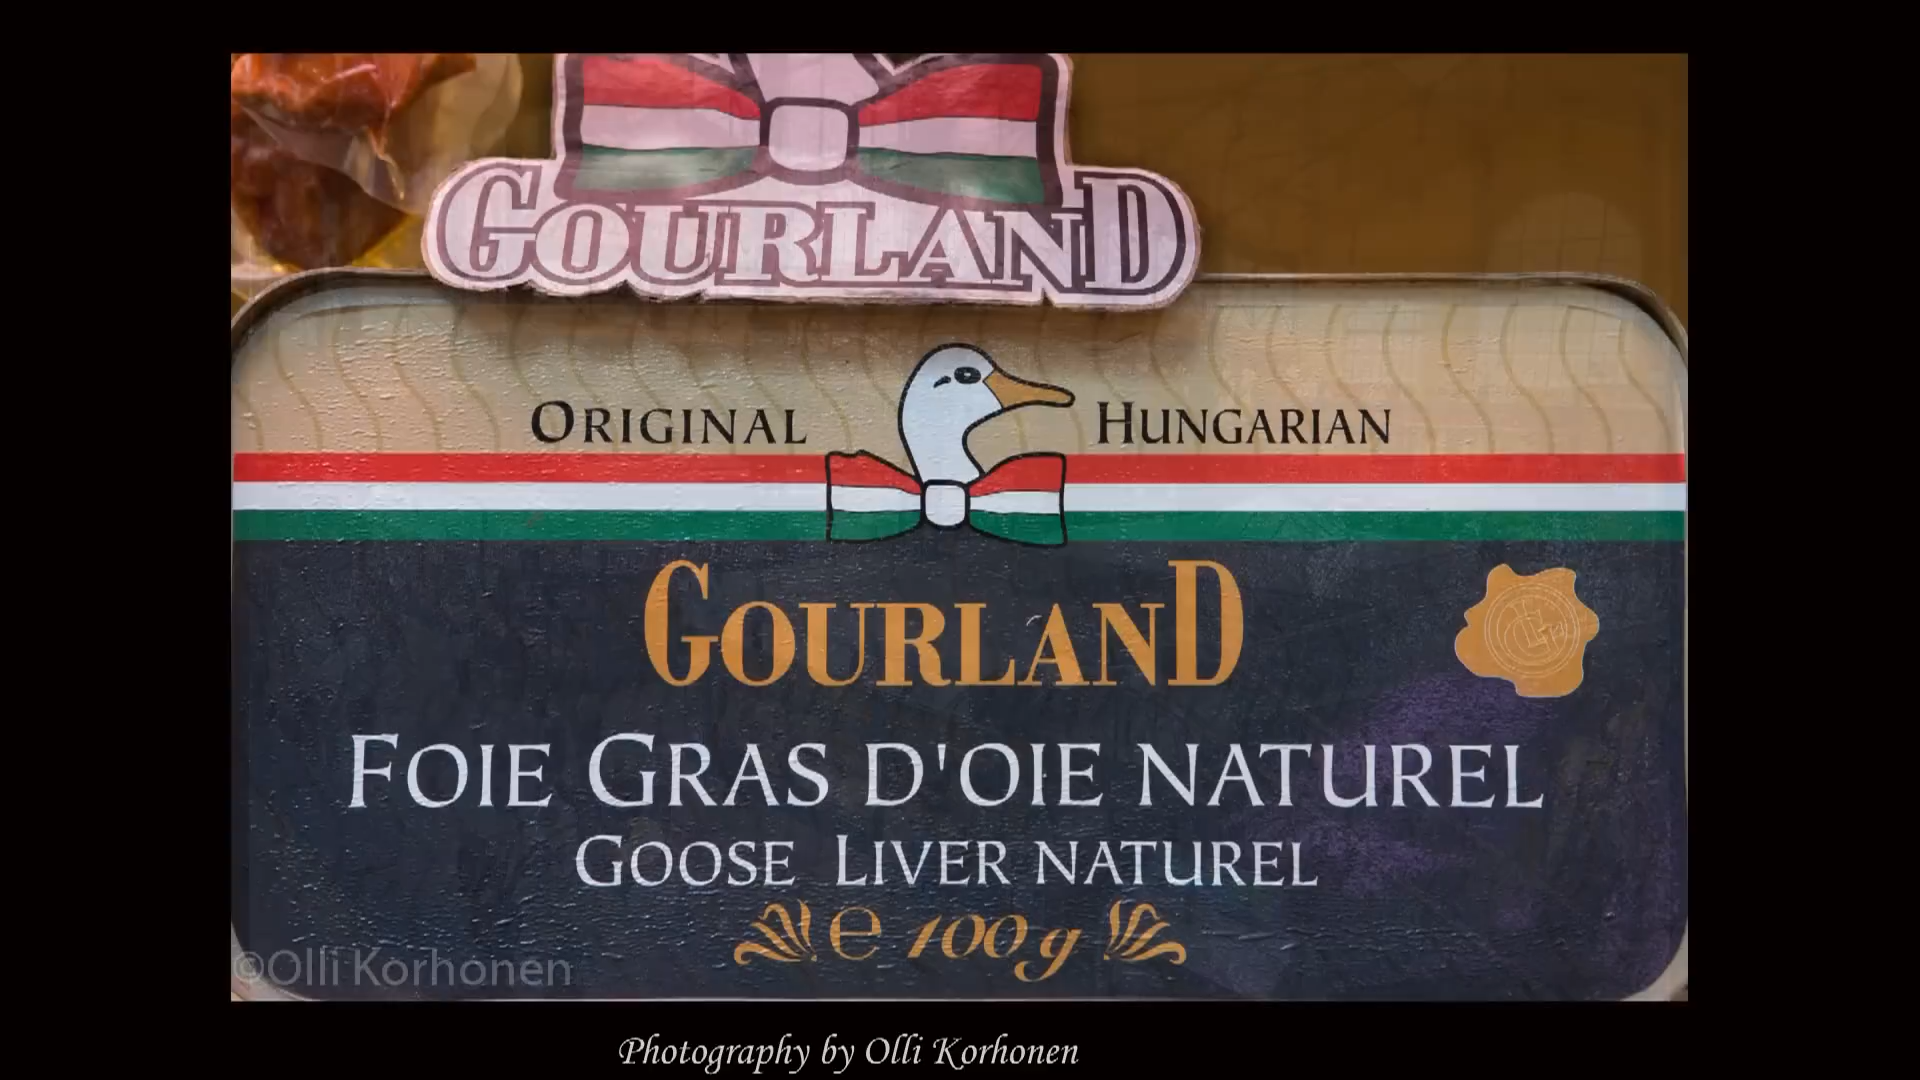 GOURLAND
ORIGINAL HUNGARIAN
GOURLAND
FOIE GRAS D'OIE NATUREL
GOOSE LIVER NATUREL
℮ 100 g
©Olli Korhonen
Photography by Olli Korhonen